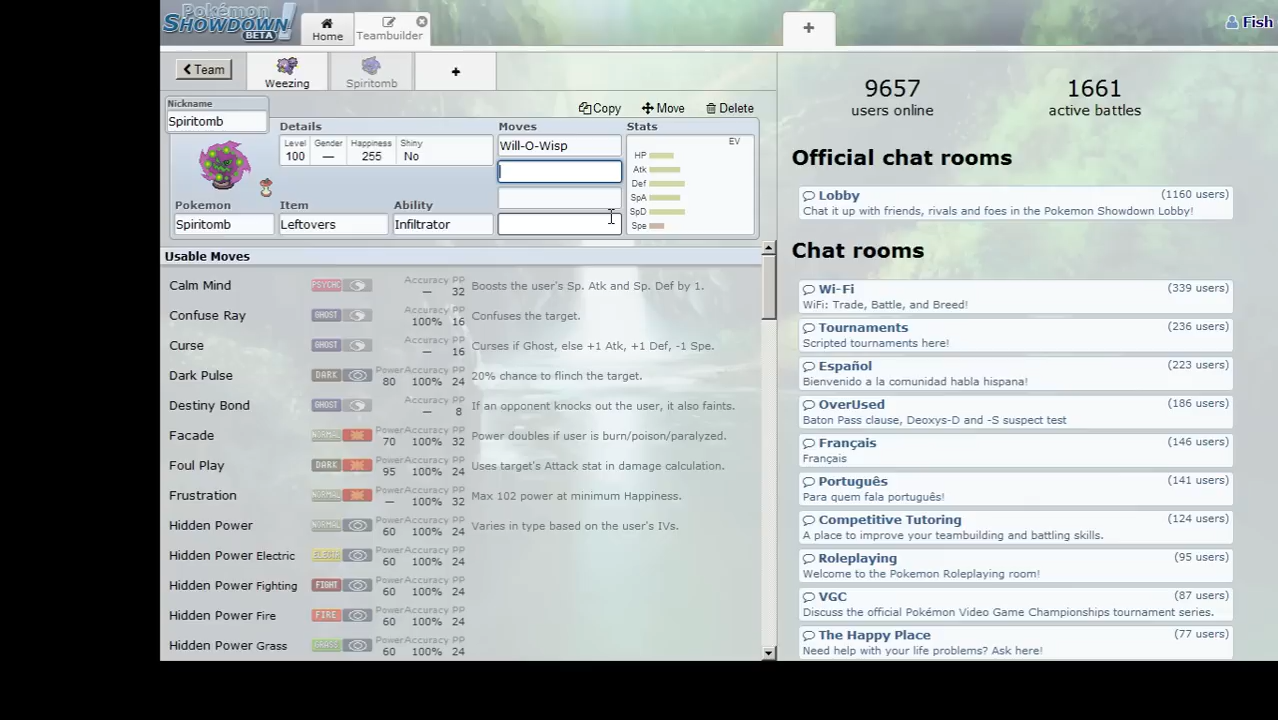 Pokémon
SHOWDOWN!
BETA
Home
Teambuilder
+
Fish
Team
Weezing
Spiritomb
+
Nickname
Spiritomb
Copy Move Delete
Details
Level Gender Happiness Shiny
100 — 255 No
Moves
Will-O-Wisp
Stats
EV
HP
Atk
Def
SpA
SpD
Spe
Pokemon Item Ability
Spiritomb Leftovers Infiltrator
Usable Moves
Calm Mind PSYCHC Accuracy — PP 32 Boosts the user's Sp. Atk and Sp. Def by 1.
Confuse Ray GHOST Accuracy 100% PP 16 Confuses the target.
Curse GHOST Accuracy — PP 16 Curses if Ghost, else +1 Atk, +1 Def, -1 Spe.
Dark Pulse DARK Power 80 Accuracy 100% PP 24 20% chance to flinch the target.
Destiny Bond GHOST Accuracy — PP 8 If an opponent knocks out the user, it also faints.
Facade NORMAL Power 70 Accuracy 100% PP 32 Power doubles if user is burn/poison/paralyzed.
Foul Play DARK Power 95 Accuracy 100% PP 24 Uses target's Attack stat in damage calculation.
Frustration NORMAL Power — Accuracy 100% PP 32 Max 102 power at minimum Happiness.
Hidden Power NORMAL Power 60 Accuracy 100% PP 24 Varies in type based on the user's IVs.
Hidden Power Electric ELECTR Power 60 Accuracy 100% PP 24
Hidden Power Fighting FIGHT Power 60 Accuracy 100% PP 24
Hidden Power Fire FIRE Power 60 Accuracy 100% PP 24
Hidden Power Grass GRASS Power 60 Accuracy 100% PP 24
9657
users online
1661
active battles
Official chat rooms
Lobby (1160 users)
Chat it up with friends, rivals and foes in the Pokemon Showdown Lobby!
Chat rooms
Wi-Fi (339 users)
WiFi: Trade, Battle, and Breed!
Tournaments (236 users)
Scripted tournaments here!
Español (223 users)
Bienvenido a la comunidad habla hispana!
OverUsed (186 users)
Baton Pass clause, Deoxys-D and -S suspect test
Français (146 users)
Français
Português (141 users)
Para quem fala português!
Competitive Tutoring (124 users)
A place to improve your teambuilding and battling skills.
Roleplaying (95 users)
Welcome to the Pokemon Roleplaying room!
VGC (87 users)
Discuss the official Pokémon Video Game Championships tournament series.
The Happy Place (77 users)
Need help with your life problems? Ask here!